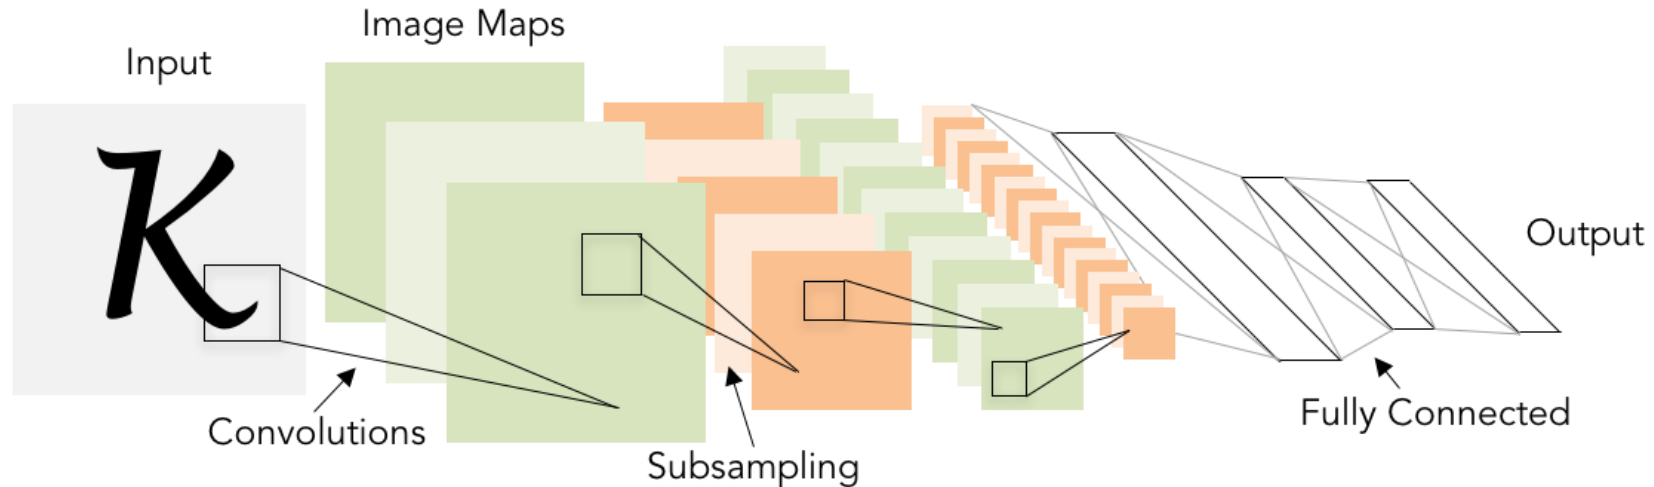 Input
Image Maps
K
Convolutions
Subsampling
Fully Connected
Output